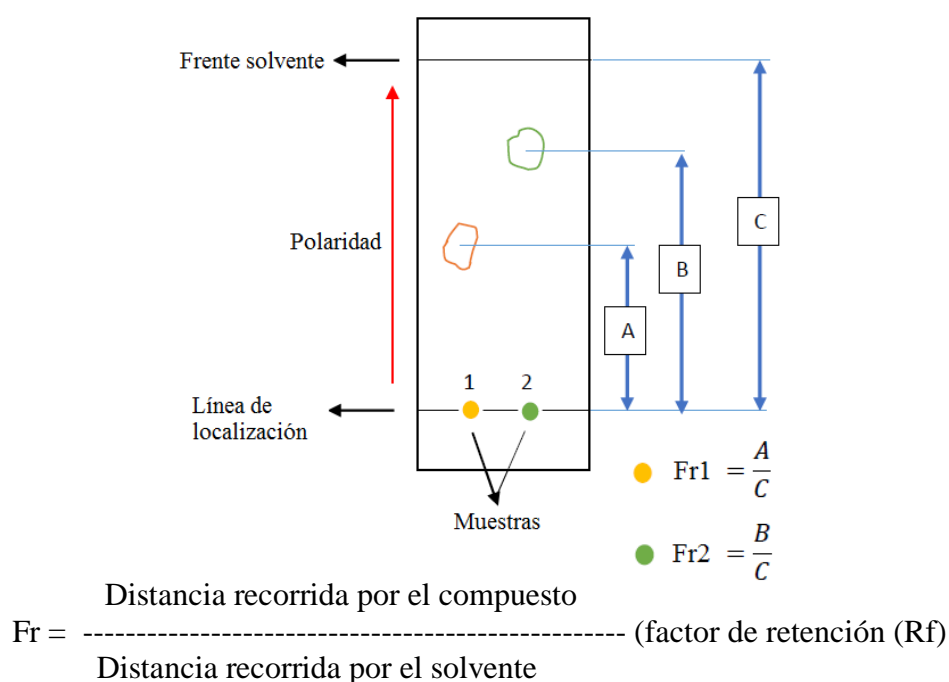 Frente solvente
C
Polaridad
B
A
1 2
Línea de
localización
Fr1 = A/C
Muestras
Fr2 = B/C
Distancia recorrida por el compuesto
Fr = ------------------------------------------------------ (factor de retención (Rf)
Distancia recorrida por el solvente